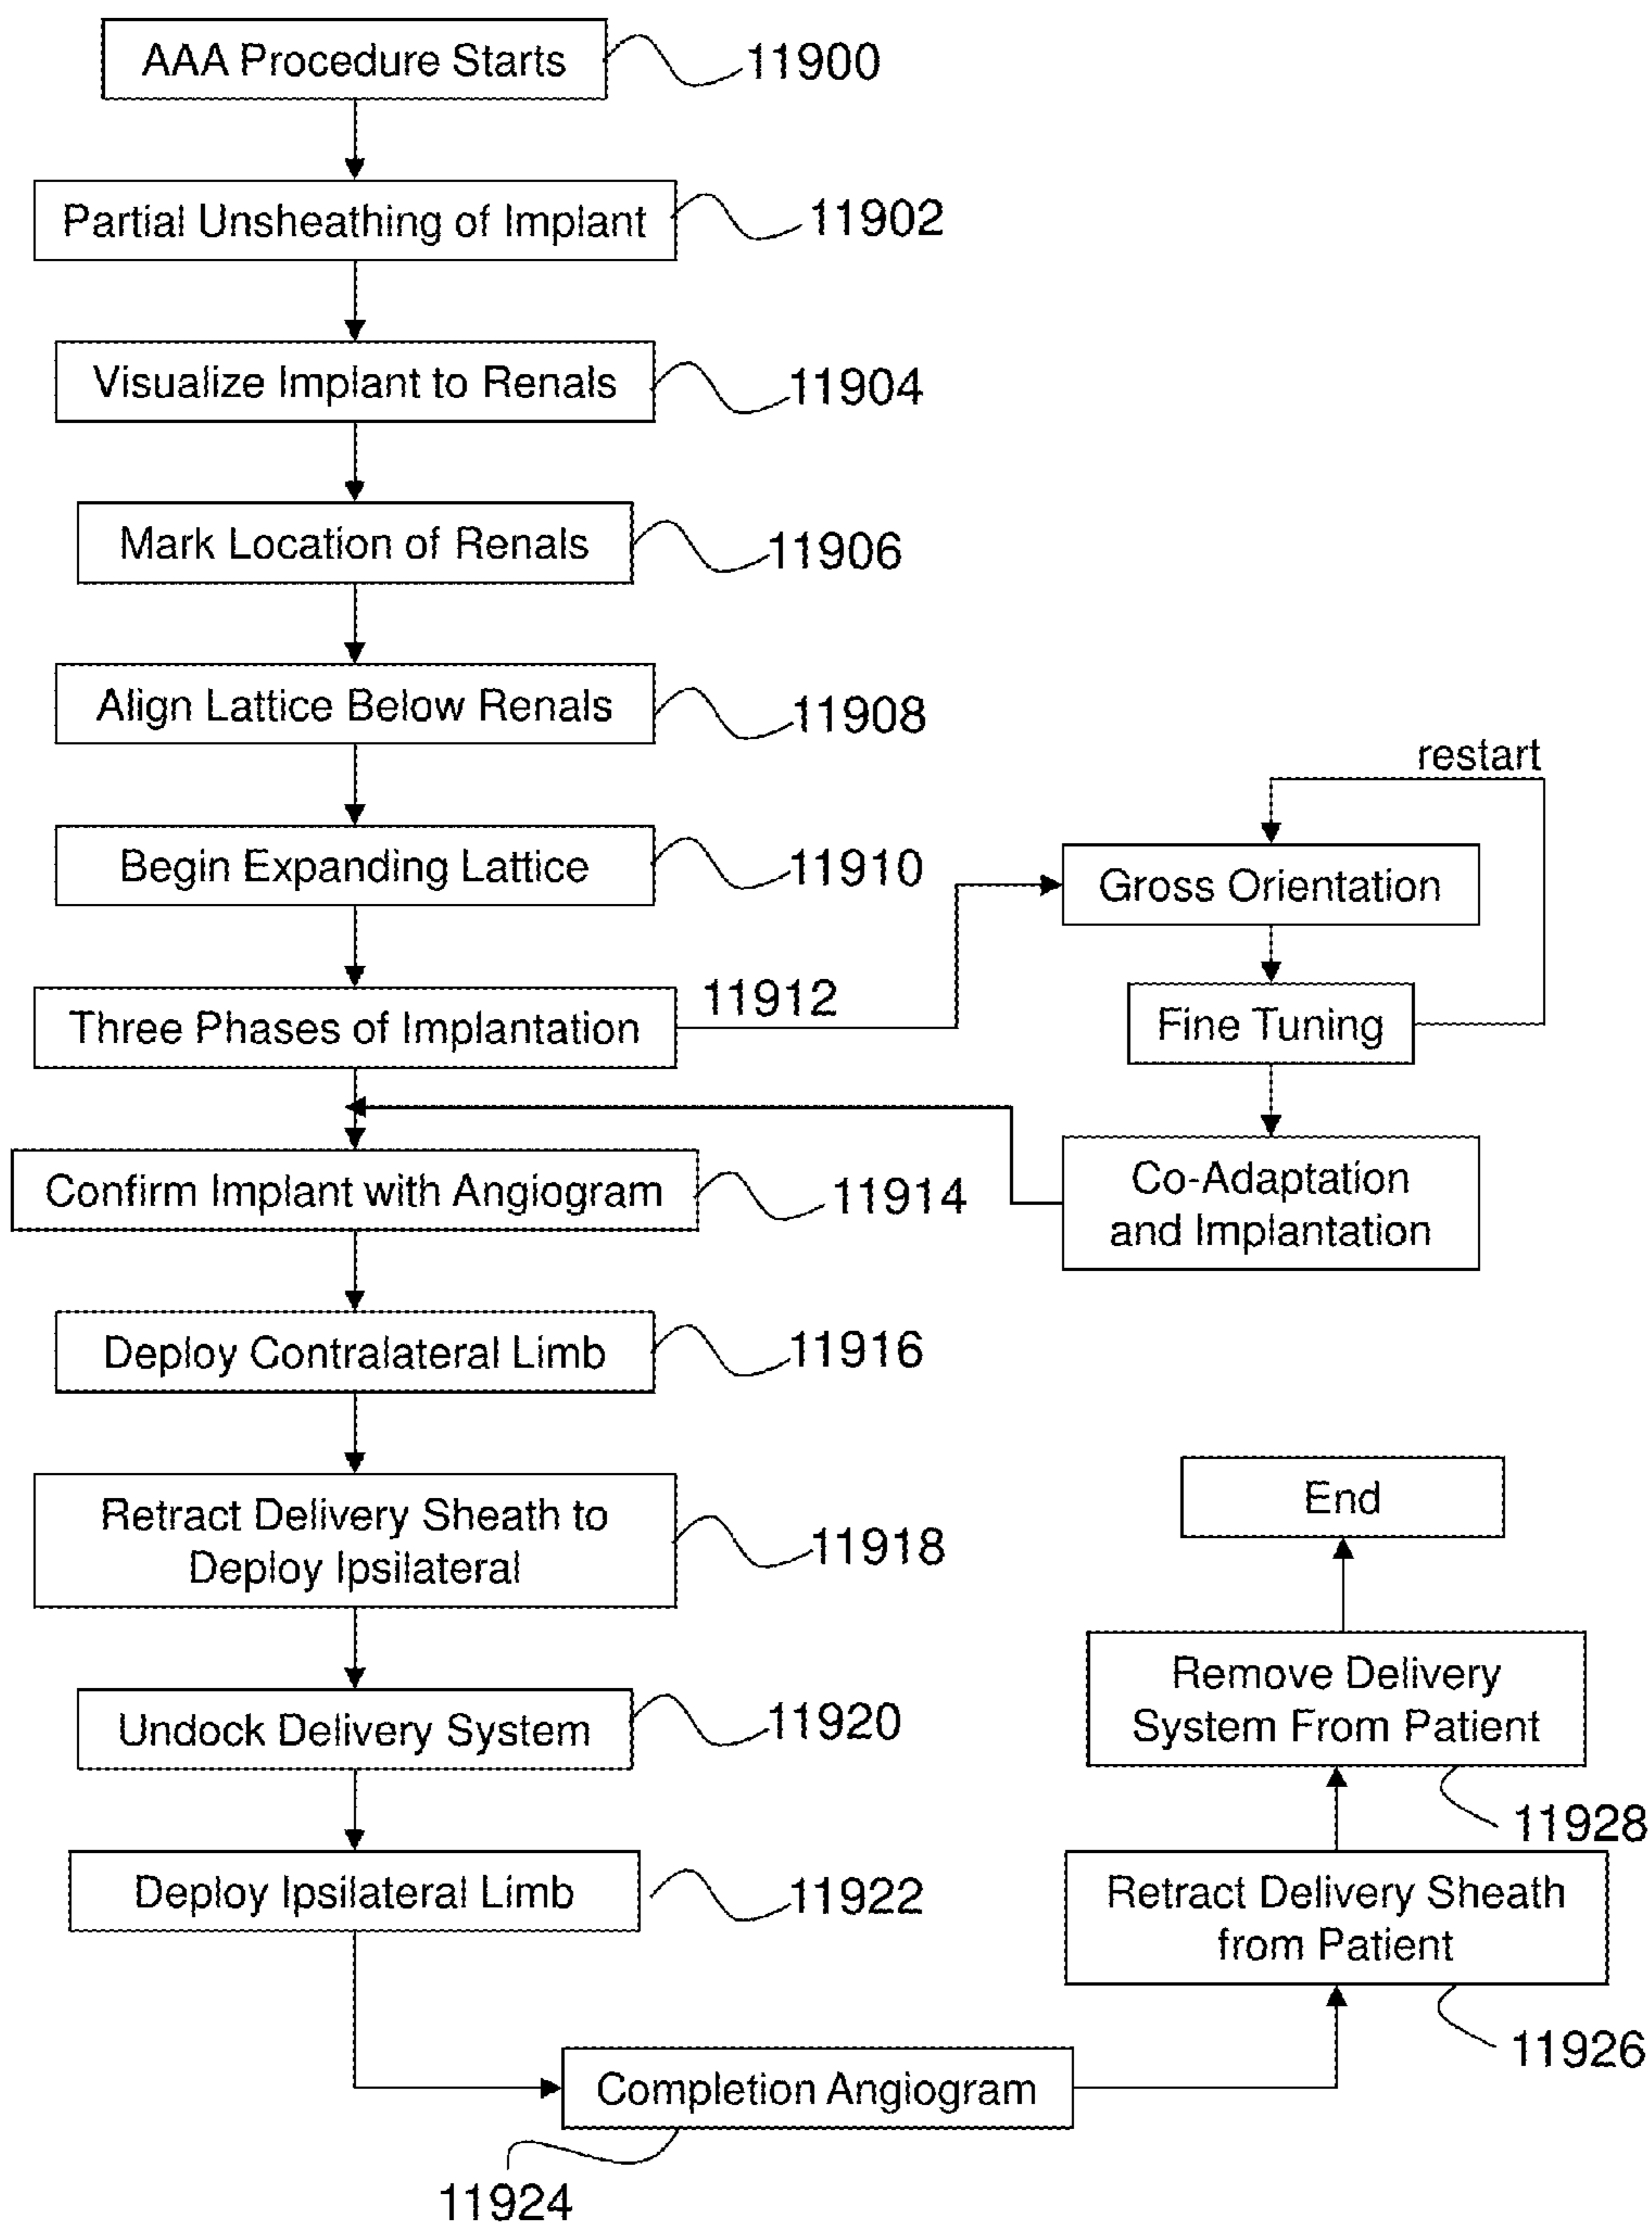 AAA Procedure Starts
11900
Partial Unsheathing of Implant
11902
Visualize Implant to Renals
11904
Mark Location of Renals
11906
Align Lattice Below Renals
11908
Begin Expanding Lattice
11910
Three Phases of Implantation
11912
restart
Gross Orientation
Fine Tuning
Co-Adaptation
and Implantation
Confirm Implant with Angiogram
11914
Deploy Contralateral Limb
11916
Retract Delivery Sheath to
Deploy Ipsilateral
11918
Undock Delivery System
11920
Deploy Ipsilateral Limb
11922
Completion Angiogram
11924
Retract Delivery Sheath
from Patient
11926
Remove Delivery
System From Patient
11928
End